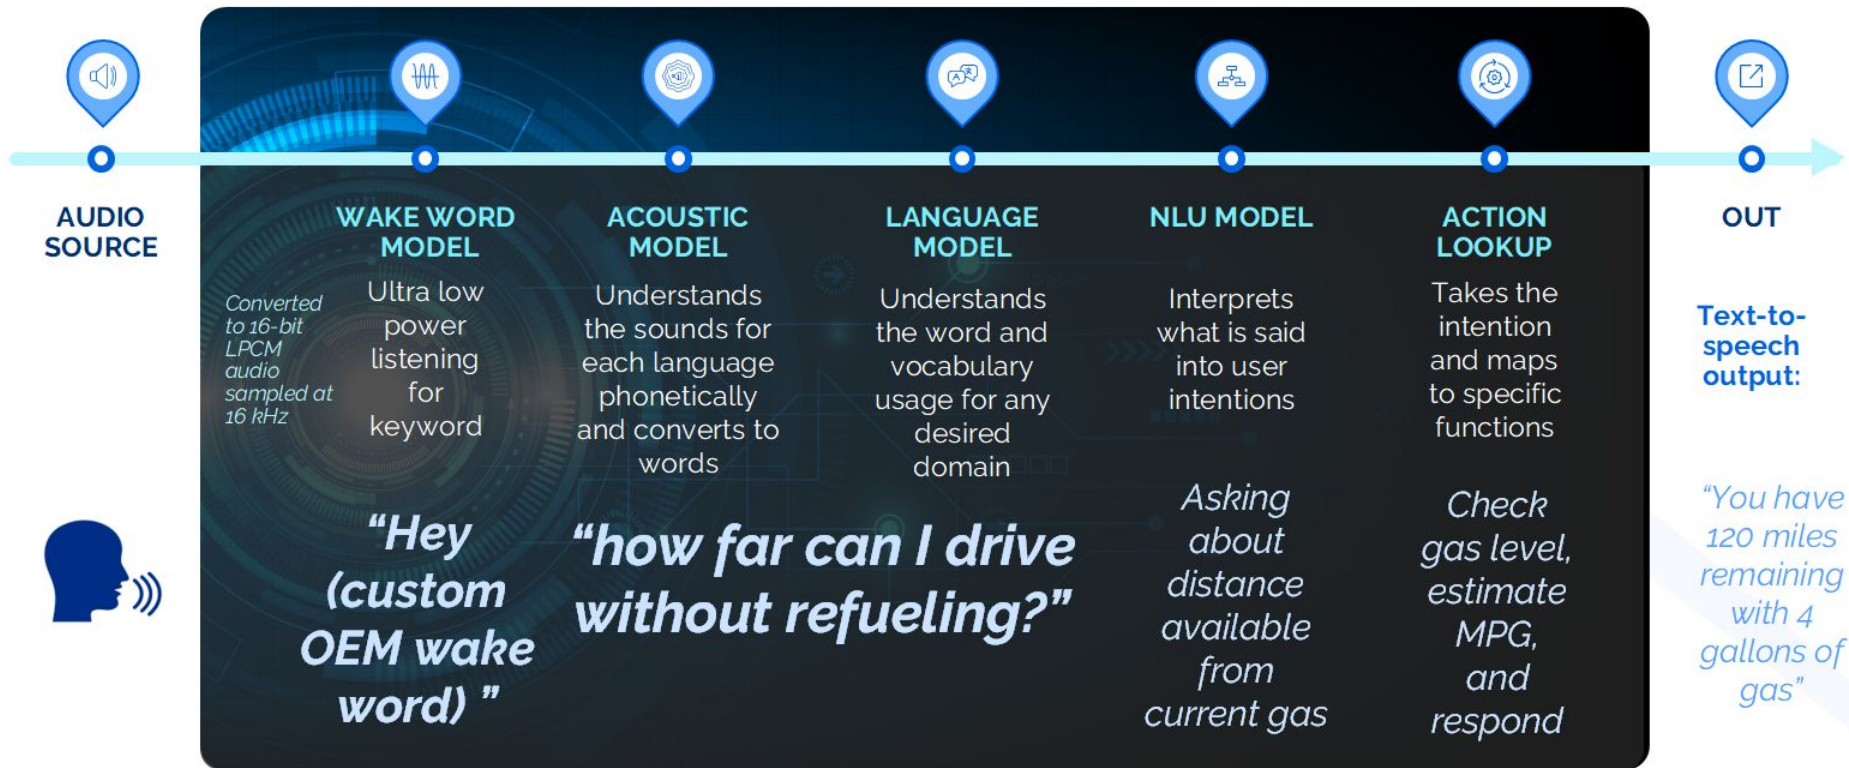 AUDIO
SOURCE
Converted
to 16-bit
LPCM
audio
sampled at
16 kHz
WAKE WORD
MODEL
Ultra low
power
listening
for
keyword
"Hey
(custom
OEM wake
word) "
ACOUSTIC
MODEL
Understands
the sounds for
each language
phonetically
and converts to
words
LANGUAGE
MODEL
Understands
the word and
vocabulary
usage for any
desired
domain
"how far can I drive
without refueling?"
NLU MODEL
Interprets
what is said
into user
intentions
Asking
about
distance
available
from
current gas
ACTION
LOOKUP
Takes the
intention
and maps
to specific
functions
Check
gas level,
estimate
MPG,
and
respond
OUT
Text-to-
speech
output:
"You have
120 miles
remaining
with 4
gallons of
gas"